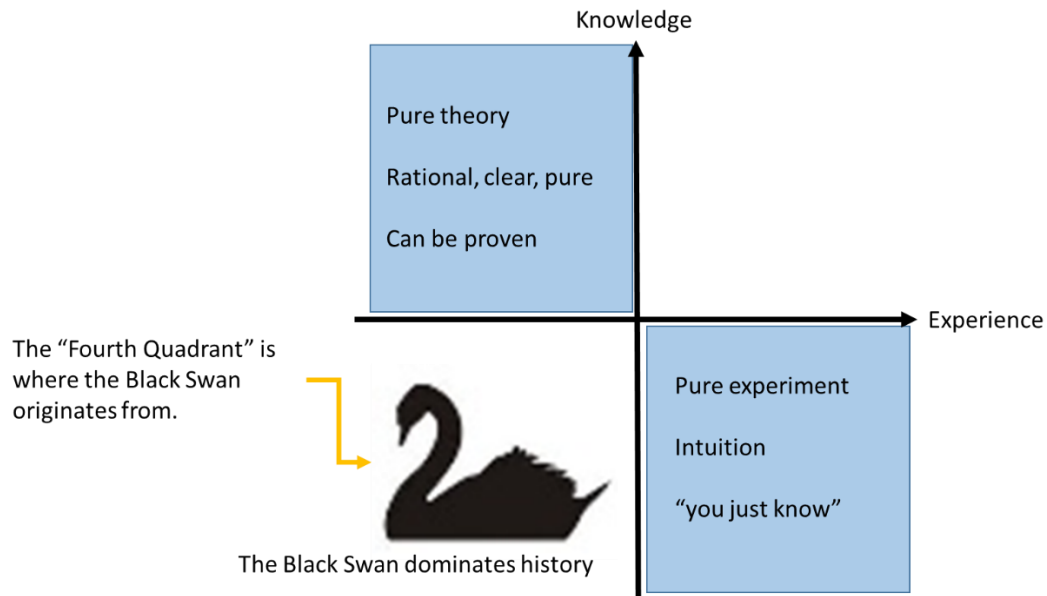 Knowledge
Pure theory
Rational, clear, pure
Can be proven
Experience
The “Fourth Quadrant” is
where the Black Swan
originates from.
Pure experiment
Intuition
“you just know”
The Black Swan dominates history